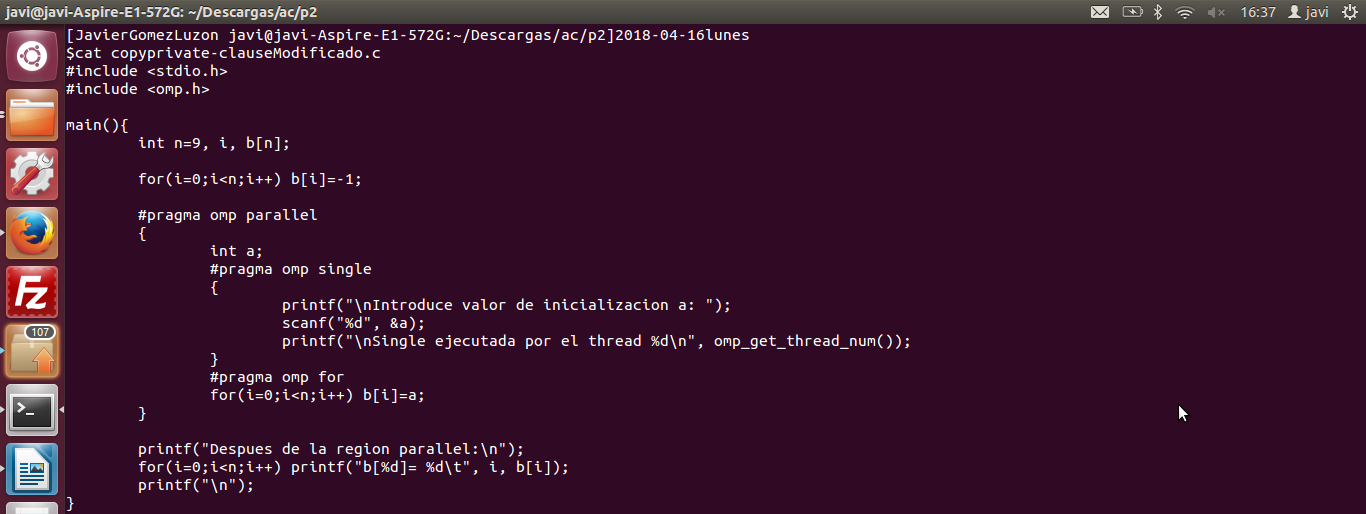 javi@javi-Aspire-E1-572G: ~/Descargas/ac/p2
16:37 javi
[JavierGomezLuzon javi@javi-Aspire-E1-572G:~/Descargas/ac/p2]2018-04-16lunes
$cat copyprivate-clauseModificado.c
#include <stdio.h>
#include <omp.h>
main(){
int n=9, i, b[n];
for(i=0;i<n;i++) b[i]=-1;
#pragma omp parallel
{
int a;
#pragma omp single
{
printf("\nIntroduce valor de inicializacion a: ");
scanf("%d", &a);
printf("\nSingle ejecutada por el thread %d\n", omp_get_thread_num());
}
#pragma omp for
for(i=0;i<n;i++) b[i]=a;
}
printf("Despues de la region parallel:\n");
for(i=0;i<n;i++) printf("b[%d]= %d\t", i, b[i]);
printf("\n");
}
Fz
107
>_